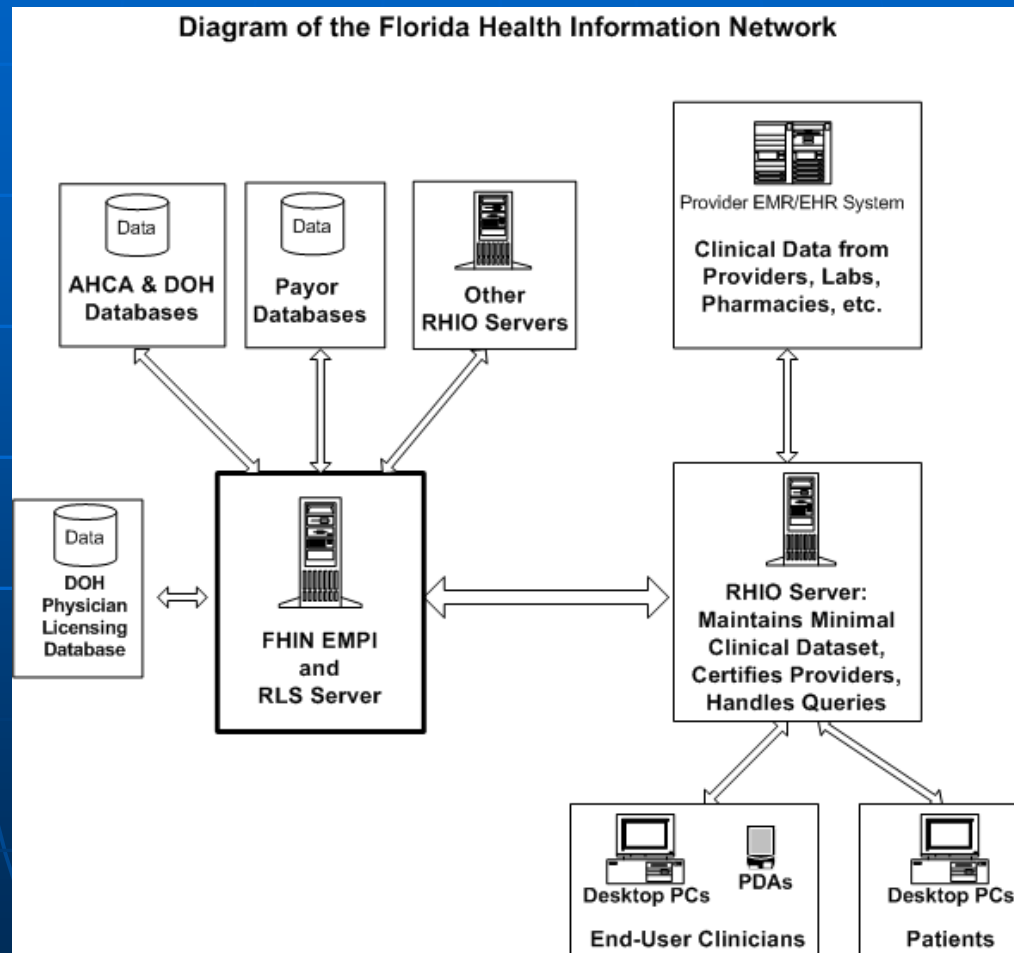 Diagram of the Florida Health Information Network
Data
AHCA & DOH
Databases
Data
Payor
Databases
Other
RHIO Servers
Provider EMR/EHR System
Clinical Data from
Providers, Labs,
Pharmacies, etc.
Data
DOH
Physician
Licensing
Database
FHIN EMPI
and
RLS Server
RHIO Server:
Maintains Minimal
Clinical Dataset,
Certifies Providers,
Handles Queries
Desktop PCs
PDAs
End-User Clinicians
Desktop PCs
Patients